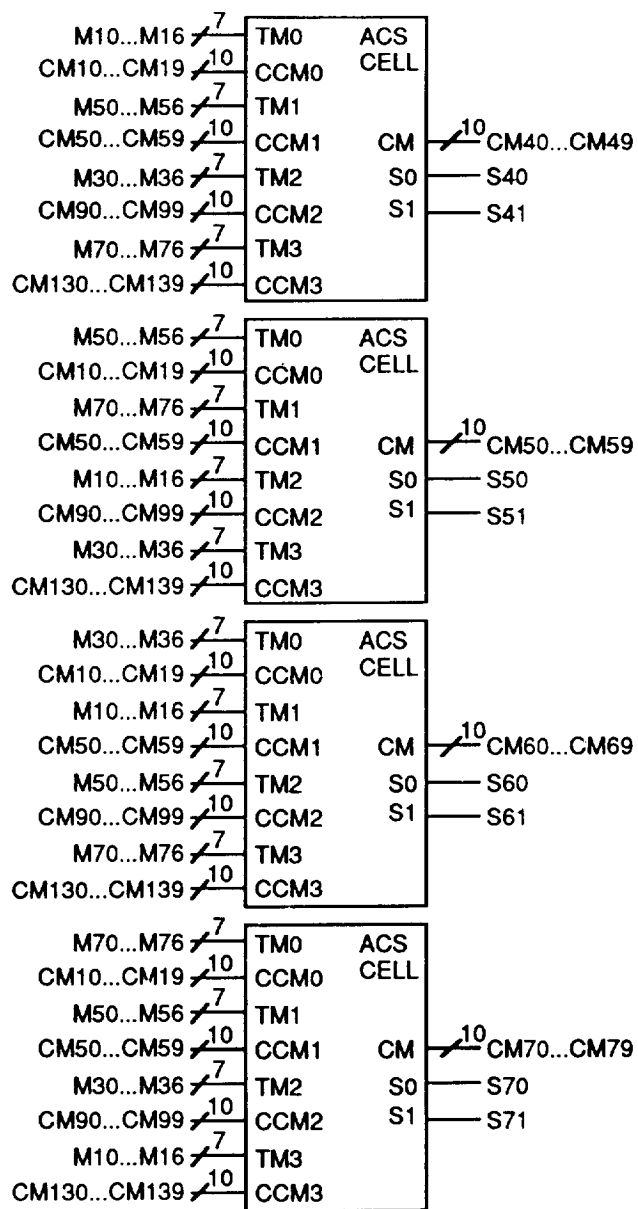 M10...M16 7 TM0 ACS
CM10...CM19 10 CCM0 CELL
M50...M56 7 TM1
CM50...CM59 10 CCM1 CM 10 CM40...CM49
M30...M36 7 TM2 S0 S40
CM90...CM99 10 CCM2 S1 S41
M70...M76 7 TM3
CM130...CM139 10 CCM3
M50...M56 7 TM0 ACS
CM10...CM19 10 CCM0 CELL
M70...M76 7 TM1
CM50...CM59 10 CCM1 CM 10 CM50...CM59
M10...M16 7 TM2 S0 S50
CM90...CM99 10 CCM2 S1 S51
M30...M36 7 TM3
CM130...CM139 10 CCM3
M30...M36 7 TM0 ACS
CM10...CM19 10 CCM0 CELL
M10...M16 7 TM1
CM50...CM59 10 CCM1 CM 10 CM60...CM69
M50...M56 7 TM2 S0 S60
CM90...CM99 10 CCM2 S1 S61
M70...M76 7 TM3
CM130...CM139 10 CCM3
M70...M76 7 TM0 ACS
CM10...CM19 10 CCM0 CELL
M50...M56 7 TM1
CM50...CM59 10 CCM1 CM 10 CM70...CM79
M30...M36 7 TM2 S0 S70
CM90...CM99 10 CCM2 S1 S71
M10...M16 7 TM3
CM130...CM139 10 CCM3